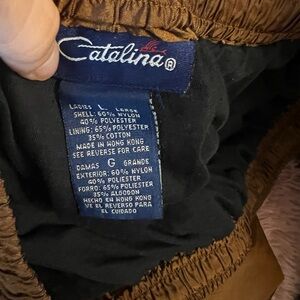 Catalina®
LADIES L LARGE
SHELL: 60% NYLON
40% POLYESTER
LINING: 65% POLYESTER
35% COTTON
MADE IN HONG KONG
SEE REVERSE FOR CARE
DAMAS G GRANDE
EXTERIOR: 60% NYLON
40% POLIESTER
FORRO: 65% POLIESTER
35% ALGODON
HECHO EN HONG KONG
VE EL REVERSO PARA
EL CUIDADO